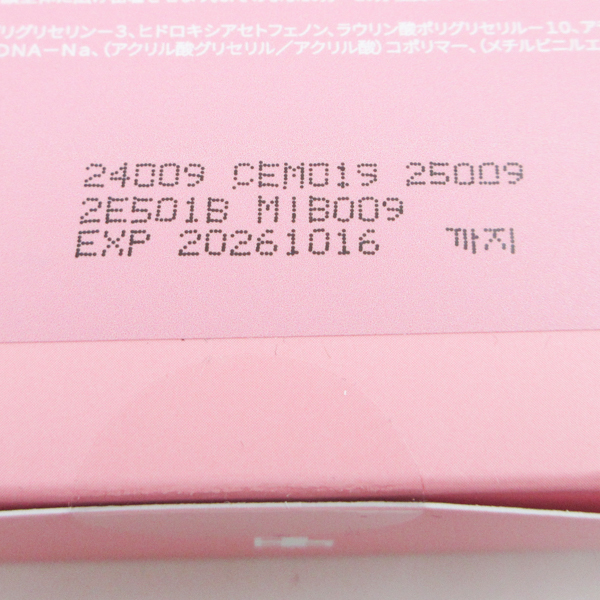 リグリセリン－3、ヒドロキシアセトフェノン、ラウリン酸ポリグリセリル－10、ア
DNA－Na、（アクリル酸グリセリル／アクリル酸）コポリマー、（メチルビニルエ
24009 CEM019 25009
2E501B MIB009
EXP 20261016 까지